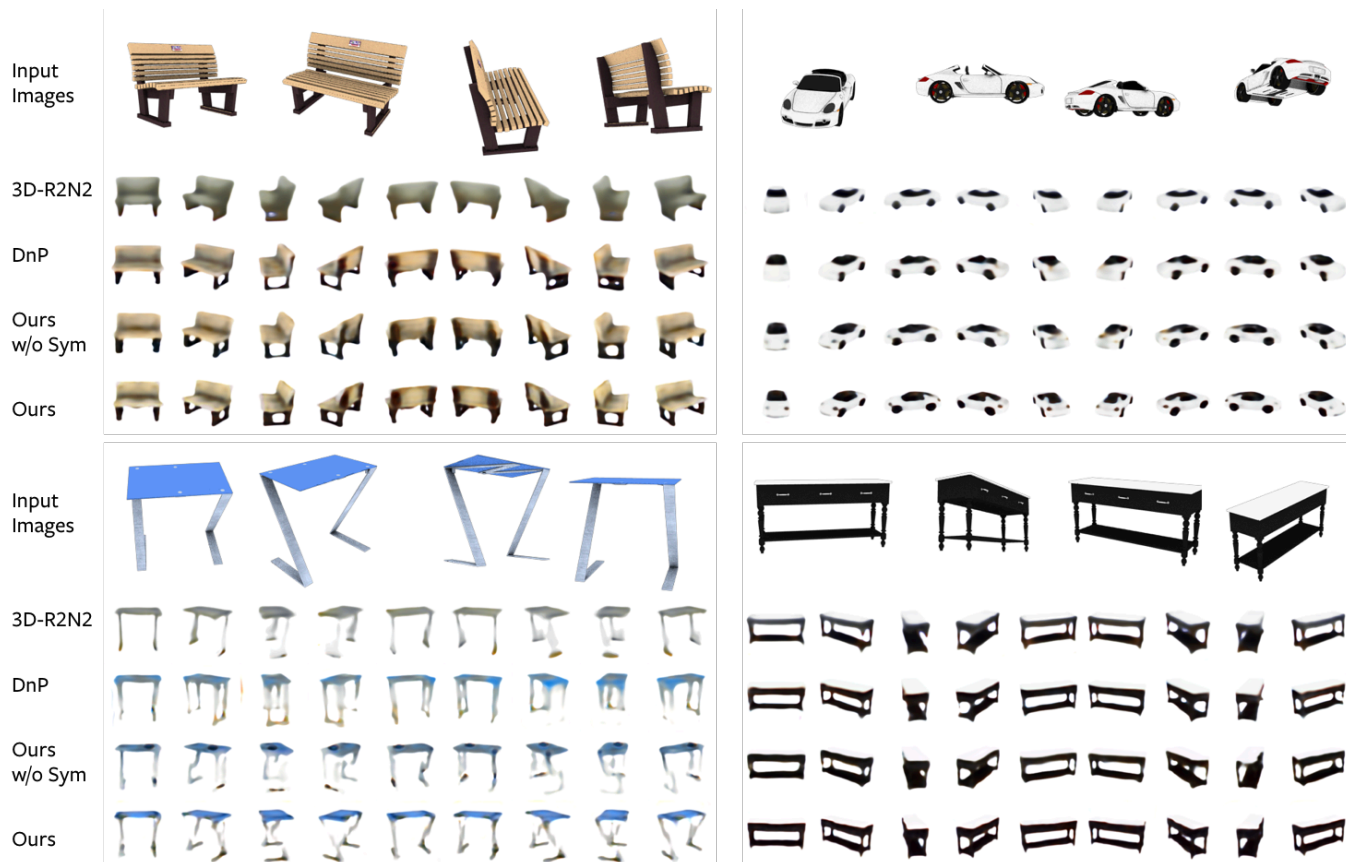 Input
Images
3D-R2N2
DnP
Ours
w/o Sym
Ours
Input
Images
3D-R2N2
DnP
Ours
w/o Sym
Ours